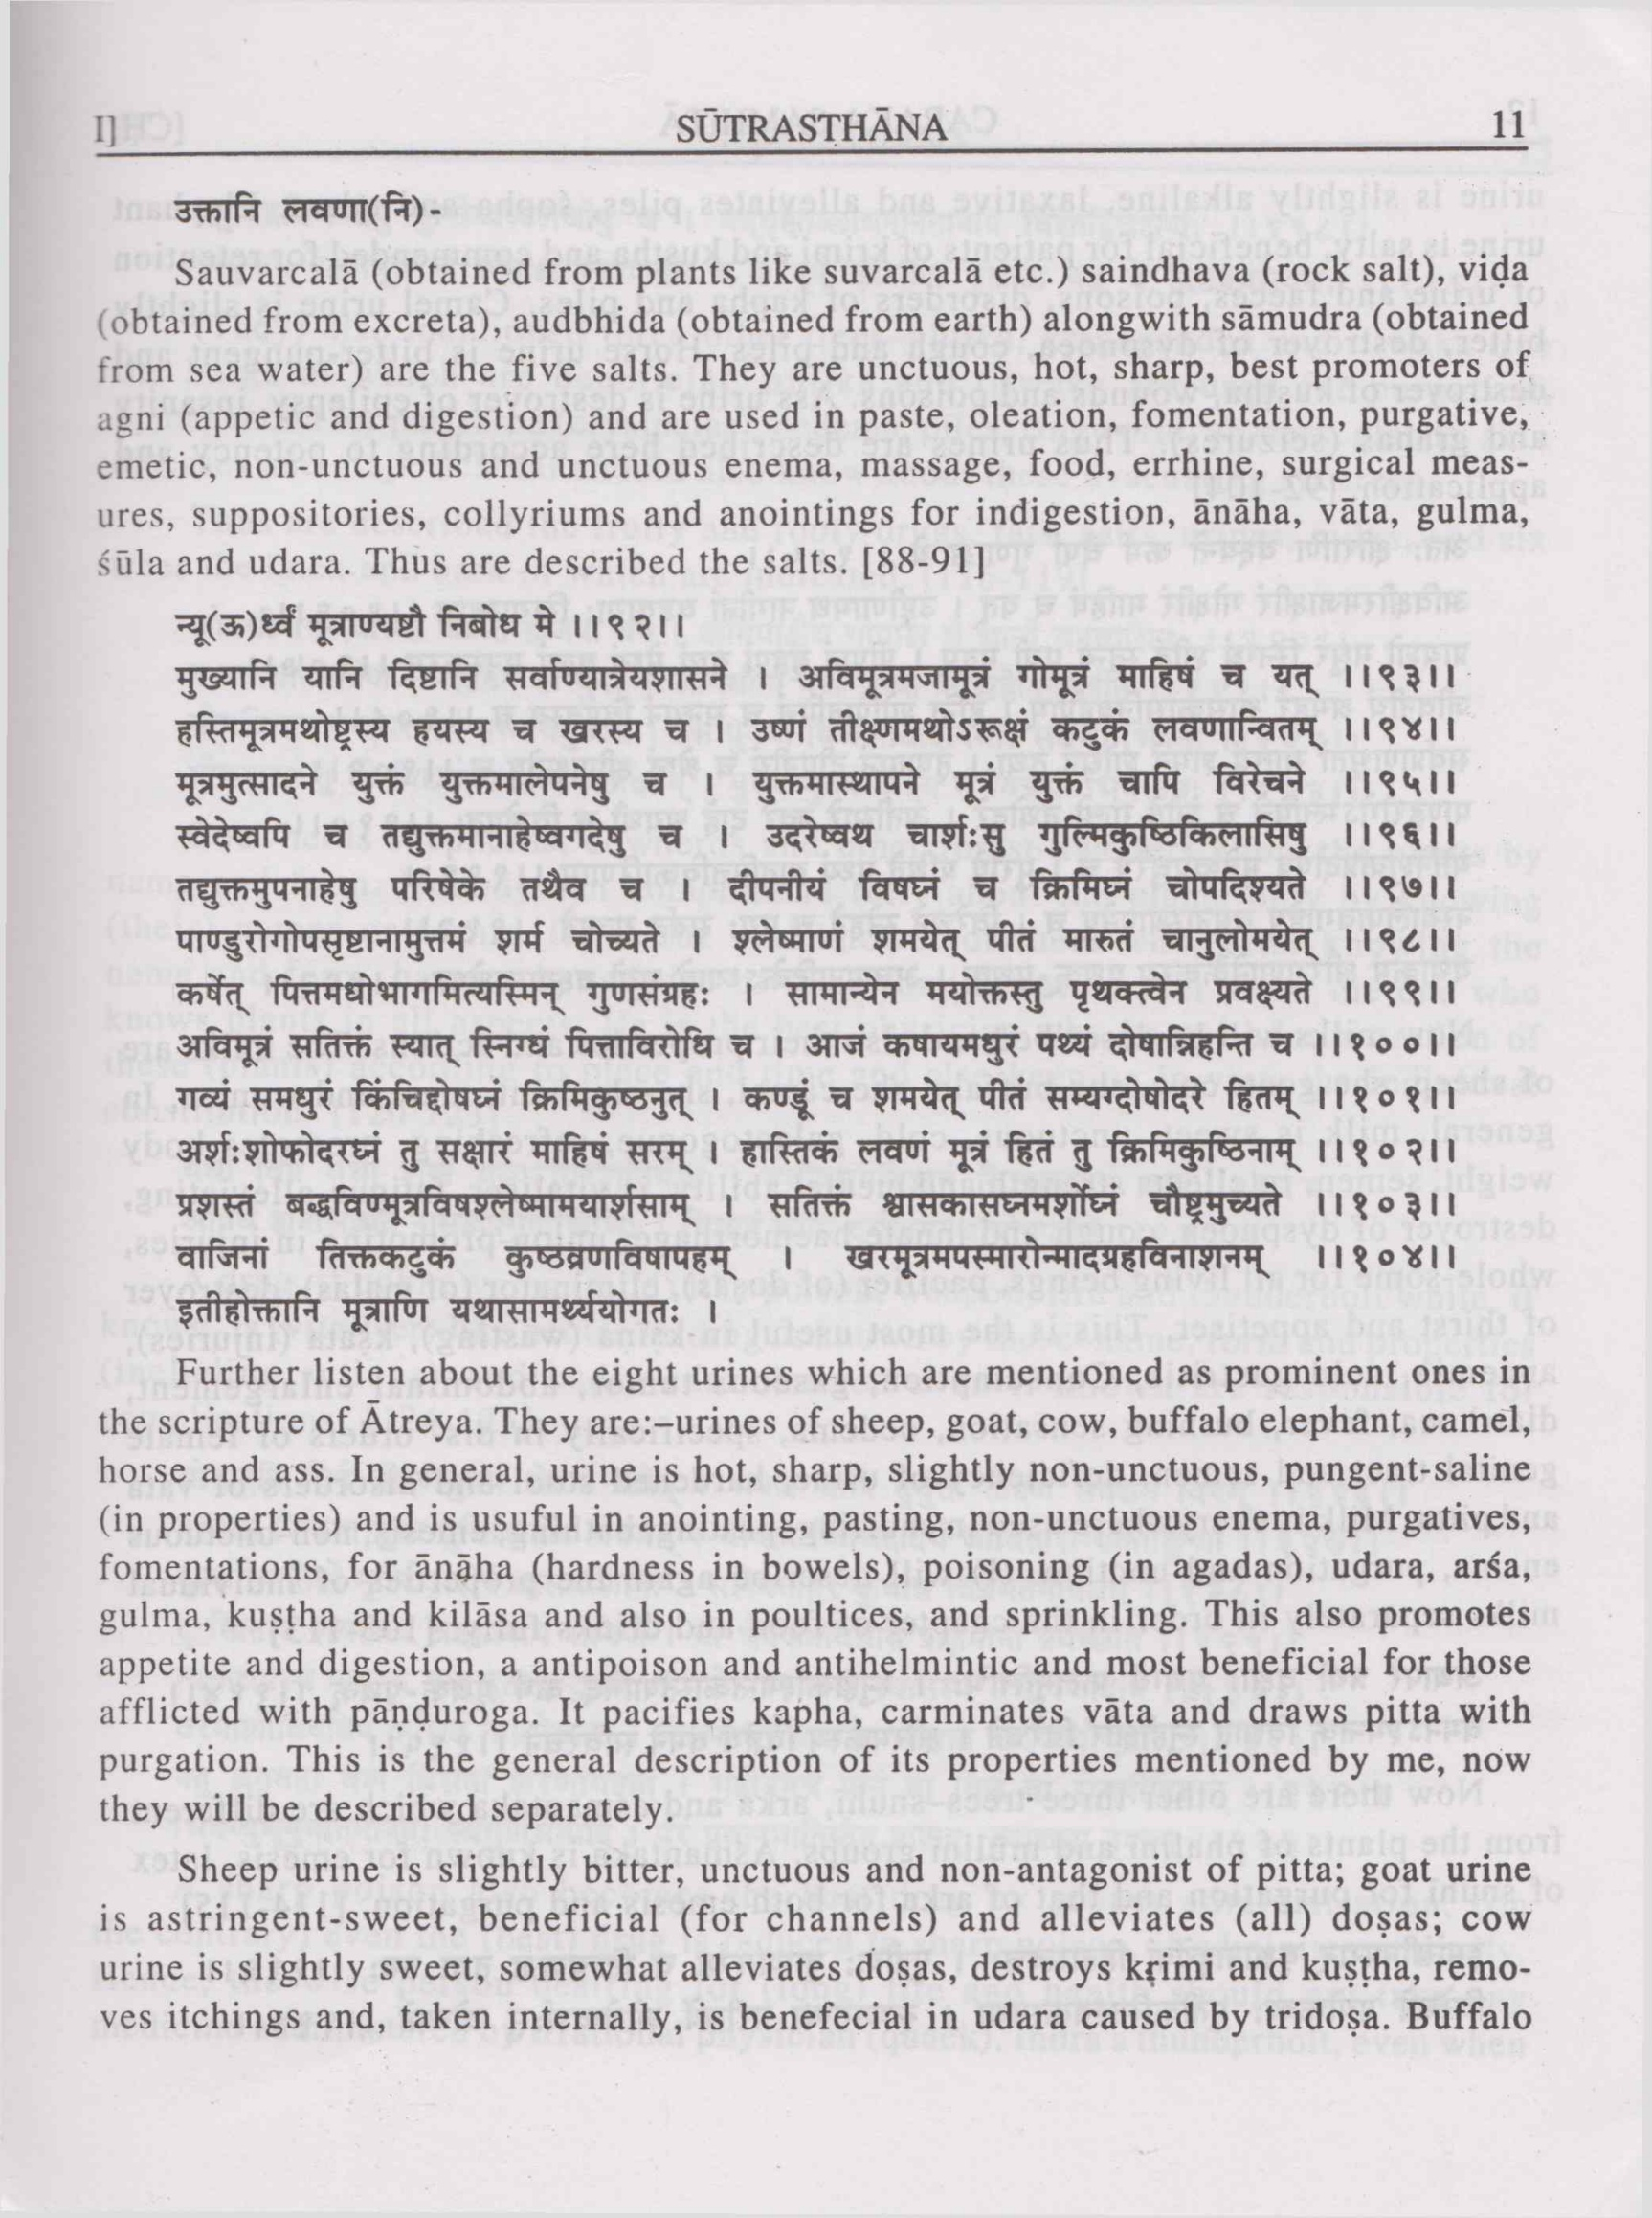 I] SŪTRASTHĀNA 11
उक्तानि लवणा(नि)-
Sauvarcalā (obtained from plants like suvarcalā etc.) saindhava (rock salt), viḍa
(obtained from excreta), audbhida (obtained from earth) alongwith sāmudra (obtained
from sea water) are the five salts. They are unctuous, hot, sharp, best promoters of
agni (appetic and digestion) and are used in paste, oleation, fomentation, purgative,
emetic, non-unctuous and unctuous enema, massage, food, errhine, surgical meas-
ures, suppositories, collyriums and anointings for indigestion, ānāha, vāta, gulma,
śūla and udara. Thus are described the salts. [88-91]
न्यू(ऊ)र्ध्वं मूत्राण्यष्टौ निबोध मे ।।९२।।
मुख्यानि यानि दिष्टानि सर्वाण्यात्रेयशासने । अविमूत्रमजामूत्रं गोमूत्रं माहिषं च यत् ।।९३।।
हस्तिमूत्रमथोष्ट्रस्य हयस्य च खरस्य च । उष्णं तीक्ष्णमथोऽरूक्षं कटुकं लवणान्वितम् ।।९४।।
मूत्रमुत्सादने युक्तं युक्तमालेपनेषु च । युक्तमास्थापने मूत्रं युक्तं चापि विरेचने ।।९५।।
स्वेदेष्वपि च तद्युक्तमानाहेष्वगदेषु च । उदरेष्वथ चार्शःसु गुल्मिकुष्ठिकिलासिषु ।।९६।।
तद्युक्तमुपनाहेषु परिषेके तथैव च । दीपनीयं विषघ्नं च क्रिमिघ्नं चोपदिश्यते ।।९७।।
पाण्डुरोगोपसृष्टानामुत्तमं शर्म चोच्यते । श्लेष्माणं शमयेत् पीतं मारुतं चानुलोमयेत् ।।९८।।
कर्षेत् पित्तमधोभागमित्यस्मिन् गुणसंग्रहः । सामान्येन मयोक्तस्तु पृथक्त्वेन प्रवक्ष्यते ।।९९।।
अविमूत्रं सतिक्तं स्यात् स्निग्धं पित्ताविरोधि च । आजं कषायमधुरं पथ्यं दोषान्निहन्ति च ।।१००।।
गव्यं समधुरं किंचिद्दोषघ्नं क्रिमिकुष्ठनुत् । कण्डूं च शमयेत् पीतं सम्यग्दोषोदरे हितम् ।।१०१।।
अर्शःशोफोदरघ्नं तु सक्षारं माहिषं सरम् । हास्तिकं लवणं मूत्रं हितं तु क्रिमिकुष्ठिनाम् ।।१०२।।
प्रशस्तं बद्धविण्मूत्रविषश्लेष्मामयार्शसाम् । सतिक्तं श्वासकासघ्नमर्शोघ्नं चौष्ट्रमुच्यते ।।१०३।।
वाजिनां तिक्तकटुकं कुष्ठव्रणविषापहम् । खरमूत्रमपस्मारोन्मादग्रहविनाशनम् ।।१०४।।
इतीहोक्तानि मूत्राणि यथासामर्थ्ययोगतः ।
Further listen about the eight urines which are mentioned as prominent ones in
the scripture of Ātreya. They are:–urines of sheep, goat, cow, buffalo elephant, camel,
horse and ass. In general, urine is hot, sharp, slightly non-unctuous, pungent-saline
(in properties) and is usuful in anointing, pasting, non-unctuous enema, purgatives,
fomentations, for ānāha (hardness in bowels), poisoning (in agadas), udara, arśa,
gulma, kuṣṭha and kilāsa and also in poultices, and sprinkling. This also promotes
appetite and digestion, a antipoison and antihelmintic and most beneficial for those
afflicted with pāṇḍuroga. It pacifies kapha, carminates vāta and draws pitta with
purgation. This is the general description of its properties mentioned by me, now
they will be described separately.
Sheep urine is slightly bitter, unctuous and non-antagonist of pitta; goat urine
is astringent-sweet, beneficial (for channels) and alleviates (all) doṣas; cow
urine is slightly sweet, somewhat alleviates doṣas, destroys kṛimi and kuṣṭha, remo-
ves itchings and, taken internally, is benefecial in udara caused by tridoṣa. Buffalo